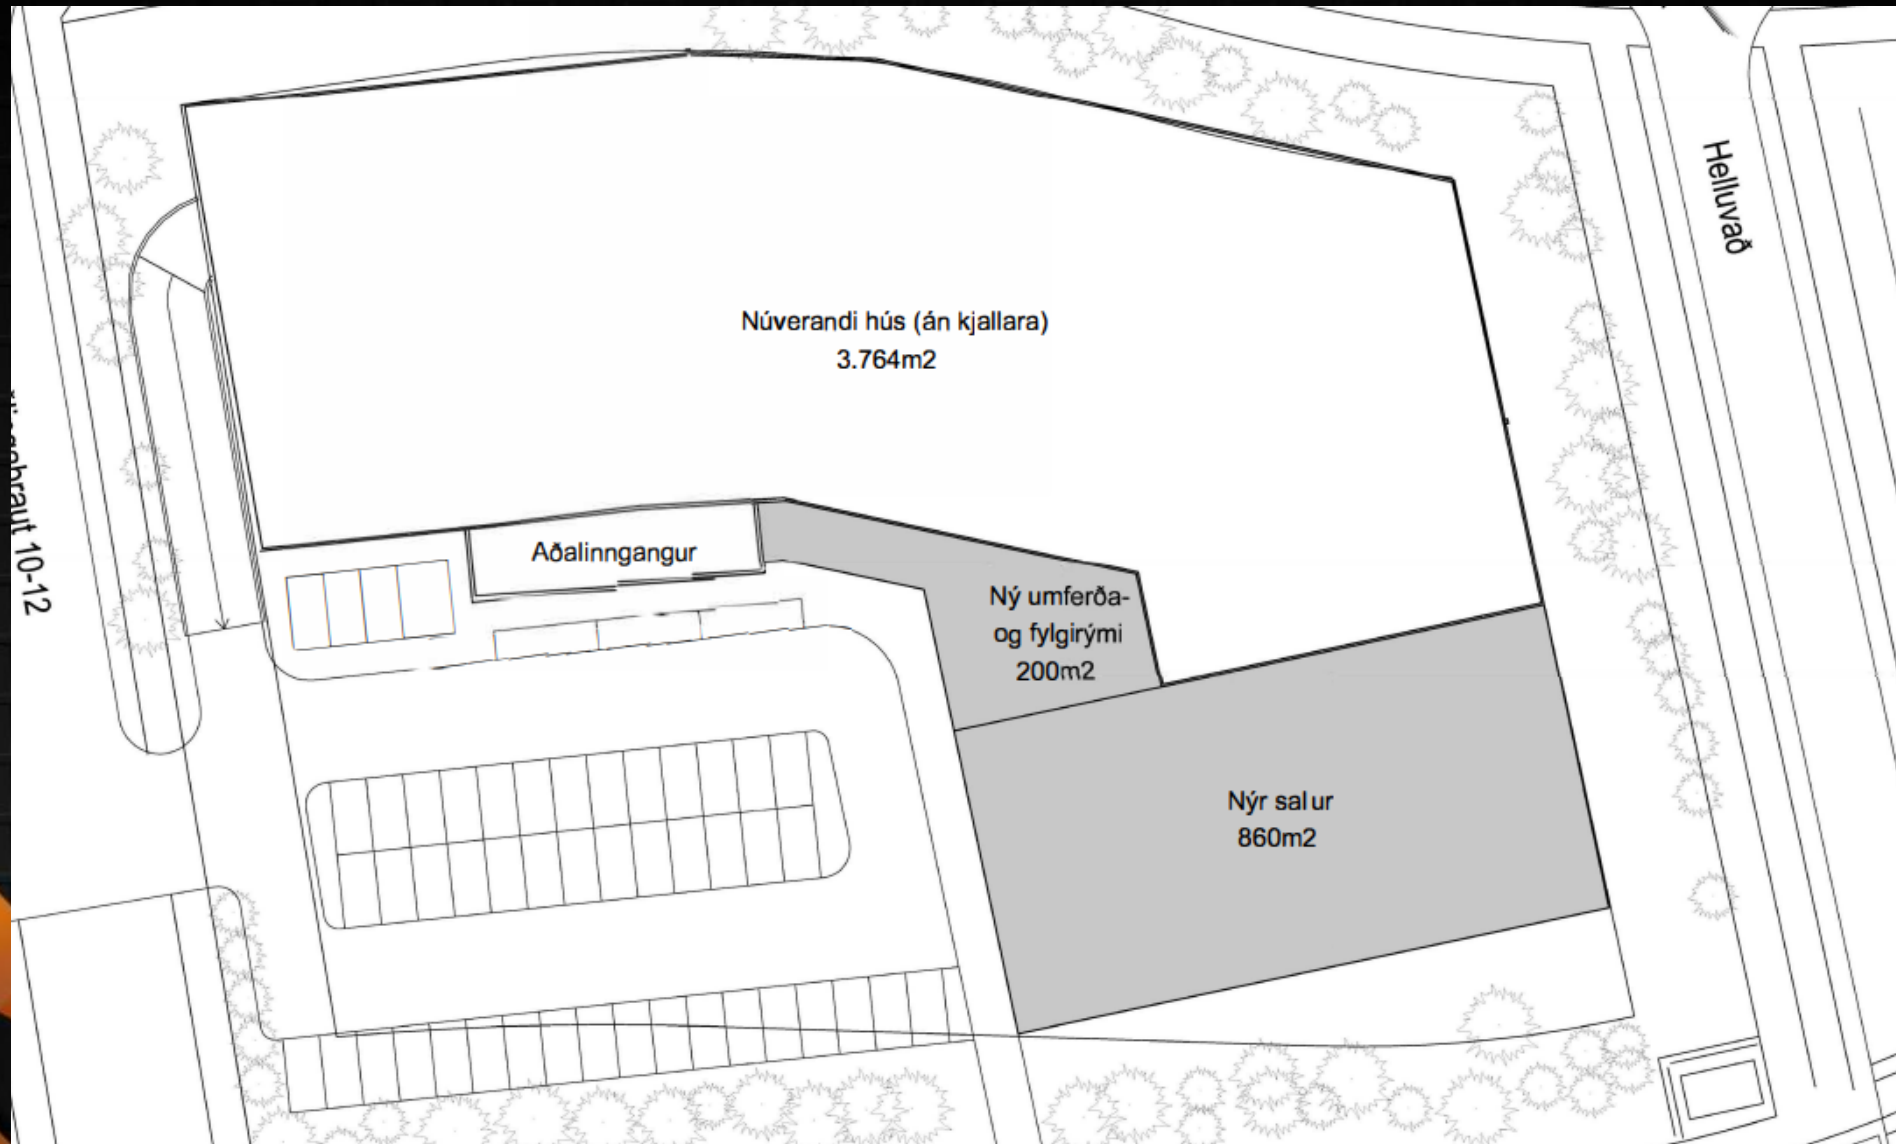 Helluvað
Núverandi hús (án kjallara)
3.764m2
10-12
Aðalinngangur
Ný umferða-
og fylgirými
200m2
Nýr salur
860m2